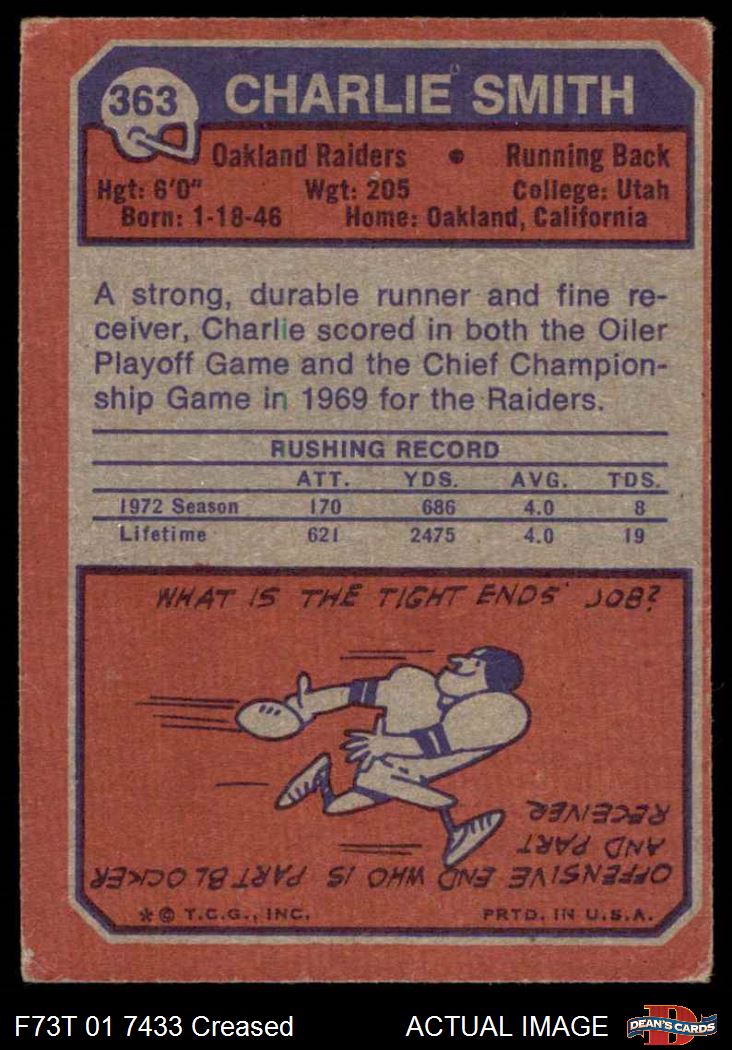 363 CHARLIE SMITH
Oakland Raiders • Running Back
Hgt: 6'0" Wgt: 205 College: Utah
Born: 1-18-46 Home: Oakland, California
A strong, durable runner and fine re-
ceiver, Charlie scored in both the Oiler
Playoff Game and the Chief Champion-
ship Game in 1969 for the Raiders.
RUSHING RECORD
ATT. YDS. AVG. TDS.
1972 Season 170 686 4.0 8
Lifetime 621 2475 4.0 19
WHAT IS THE TIGHT ENDS' JOB?
OFFENSIVE END WHO IS PART BLOCKER
AND PART
RECEIVER
* © T.C.G., INC. PRTD. IN U.S.A.
F73T 01 7433 Creased ACTUAL IMAGE D DEAN'S CARDS